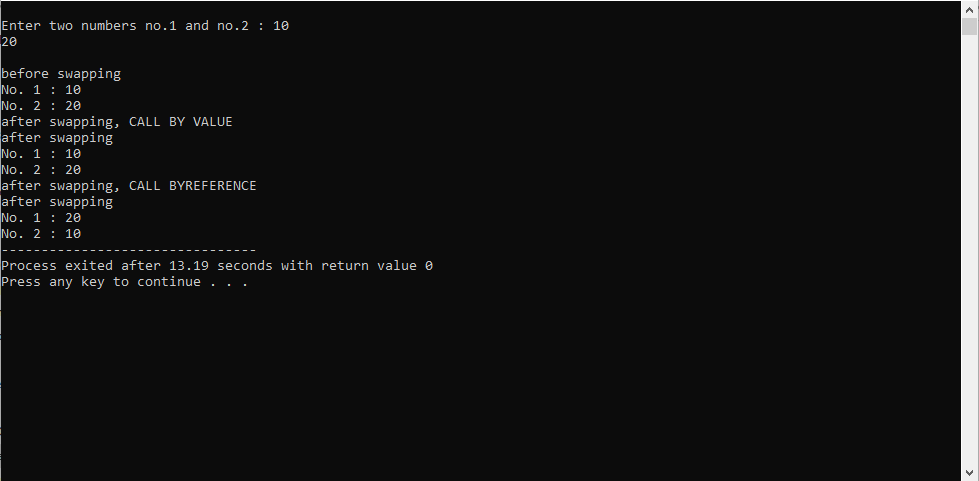 Enter two numbers no.1 and no.2 : 10
20
before swapping
No. 1 : 10
No. 2 : 20
after swapping, CALL BY VALUE
after swapping
No. 1 : 10
No. 2 : 20
after swapping, CALL BYREFERENCE
after swapping
No. 1 : 20
No. 2 : 10
--------------------------------
Process exited after 13.19 seconds with return value 0
Press any key to continue . . .